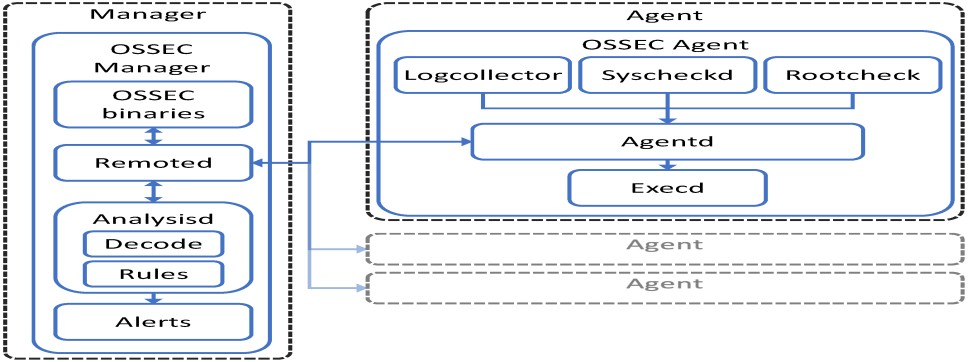 Manager
OSSEC
Manager
OSSEC
binaries
Remoted
Analysisd
Decode
Rules
Alerts
Agent
OSSEC Agent
Logcollector
Syscheckd
Rootcheck
Agentd
Execd
Agent
Agent